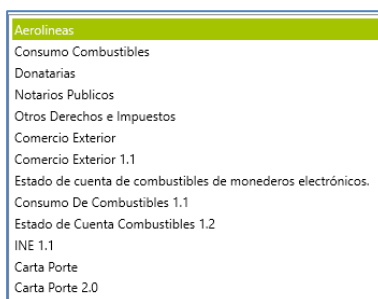 Aerolineas
Consumo Combustibles
Donatarias
Notarios Publicos
Otros Derechos e Impuestos
Comercio Exterior
Comercio Exterior 1.1
Estado de cuenta de combustibles de monederos electrónicos.
Consumo De Combustibles 1.1
Estado de Cuenta Combustibles 1.2
INE 1.1
Carta Porte
Carta Porte 2.0